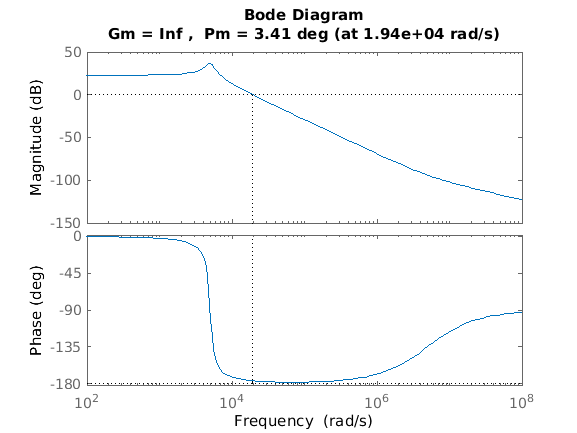 Bode Diagram
Gm = Inf , Pm = 3.41 deg (at 1.94e+04 rad/s)
Magnitude (dB)
50
0
-50
-100
-150
Phase (deg)
0
-45
-90
-135
-180
10^2 10^4 10^6 10^8
Frequency (rad/s)